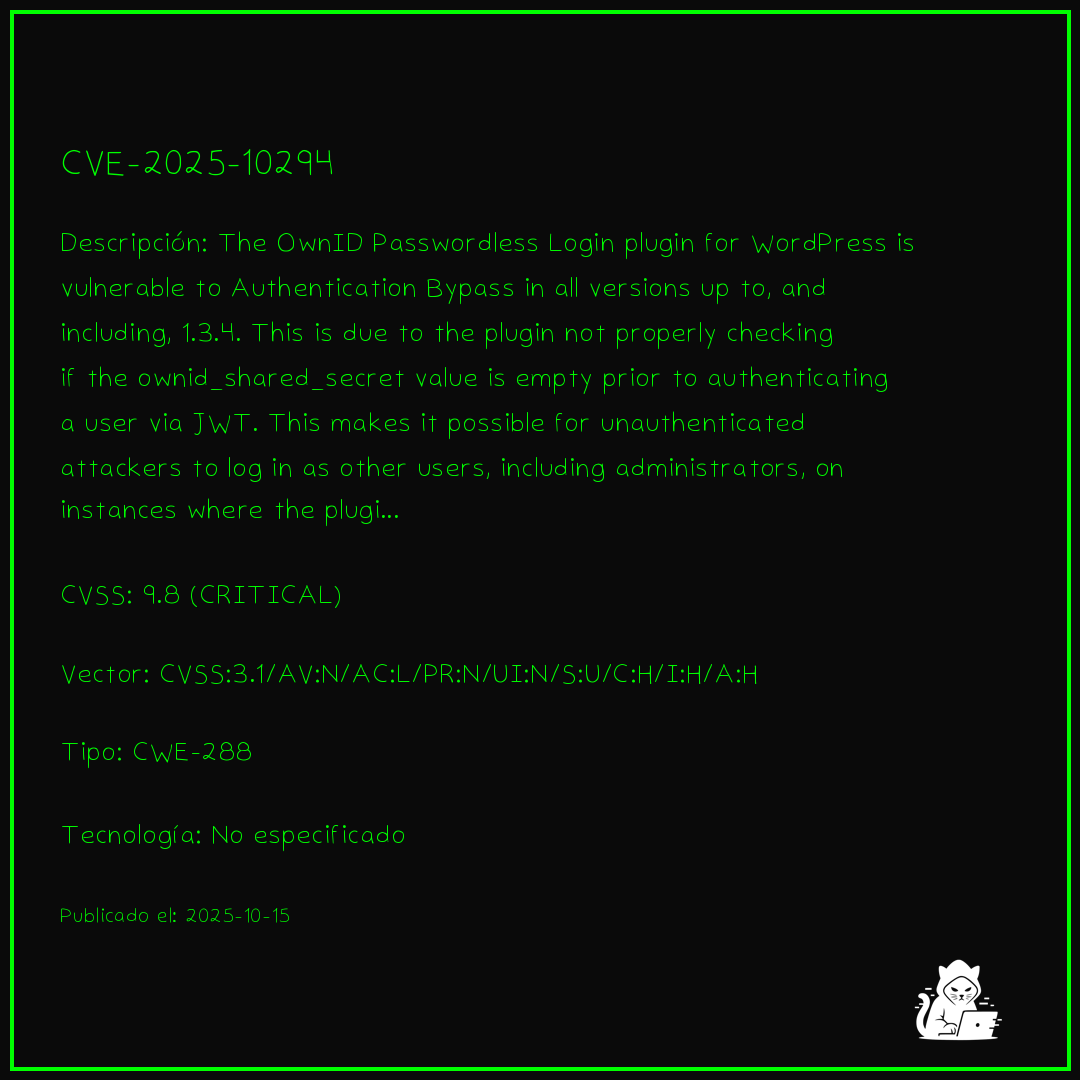 CVE-2025-10294
Descripción: The OwnID Passwordless Login plugin for WordPress is
vulnerable to Authentication Bypass in all versions up to, and
including, 1.3.4. This is due to the plugin not properly checking
if the ownid_shared_secret value is empty prior to authenticating
a user via JWT. This makes it possible for unauthenticated
attackers to log in as other users, including administrators, on
instances where the plugi...
CVSS: 9.8 (CRITICAL)
Vector: CVSS:3.1/AV:N/AC:L/PR:N/UI:N/S:U/C:H/I:H/A:H
Tipo: CWE-288
Tecnología: No especificado
Publicado el: 2025-10-15